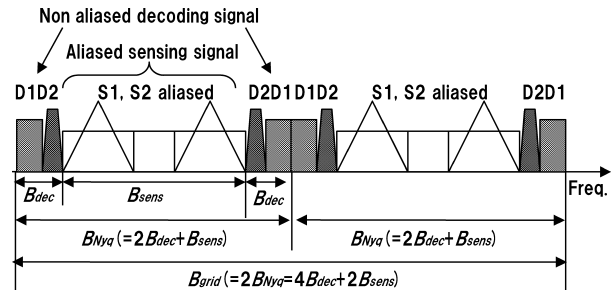 Non aliased decoding signal
Aliased sensing signal
D1D2 S1, S2 aliased D2D1 D1D2 S1, S2 aliased D2D1
Bdec Bsens Bdec Freq.
BNyq (=2Bdec+Bsens) BNyq (=2Bdec+Bsens)
Bgrid (=2BNyq=4Bdec+2Bsens)